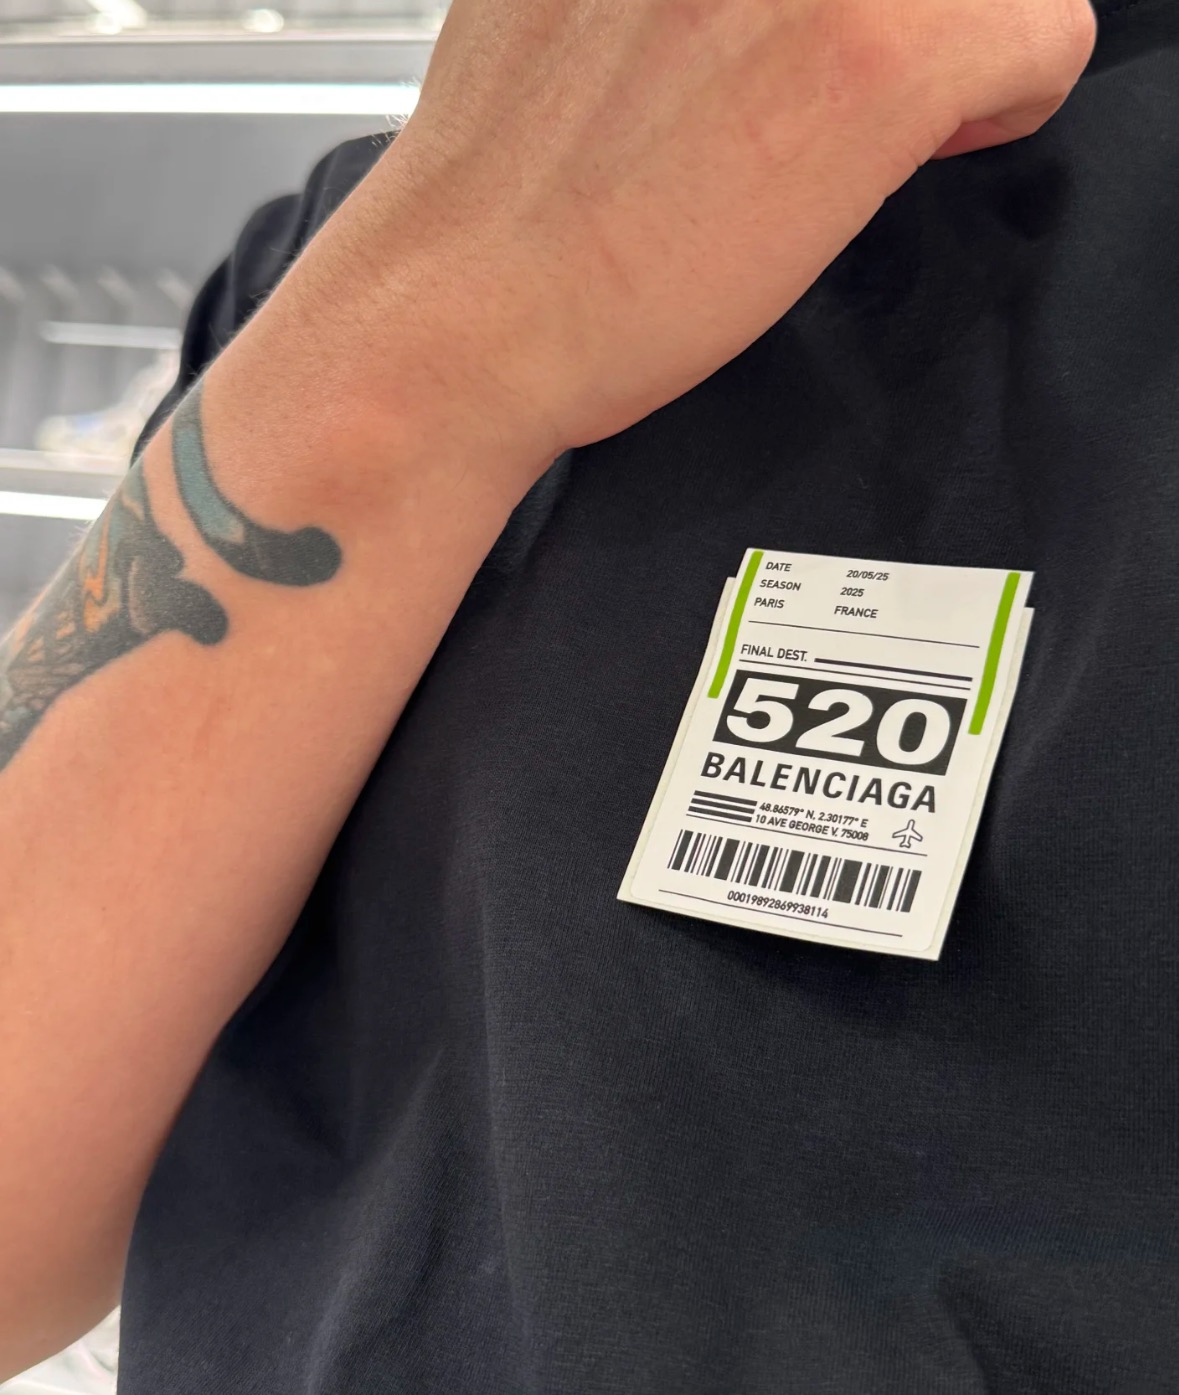 DATE 20/05/25
SEASON 2025
PARIS FRANCE
FINAL DEST.
520
BALENCIAGA
48.86579° N, 2.30177° E
10 AVE GEORGE V, 75008
00019892869938114